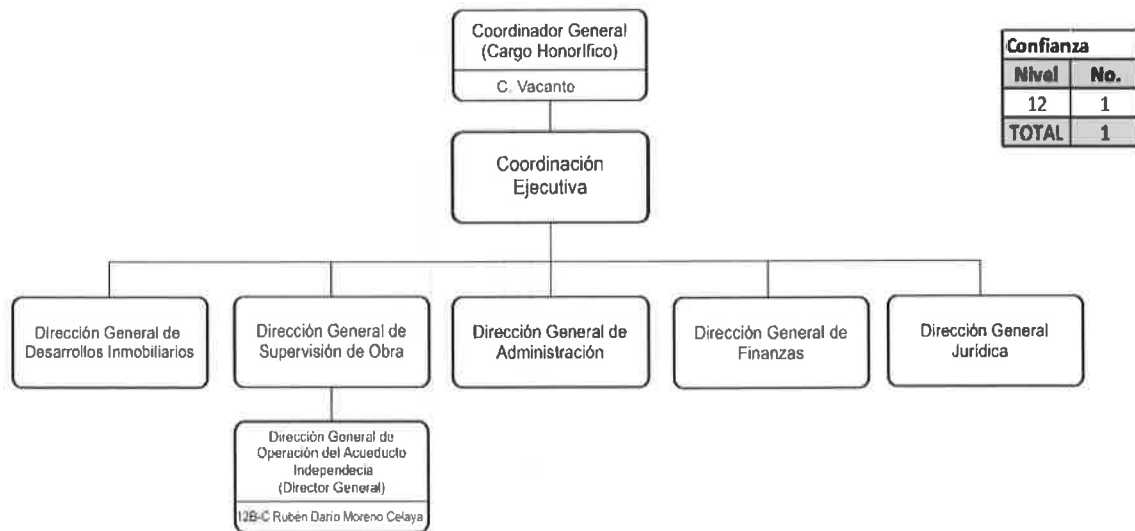 Coordinador General
(Cargo Honorífico)
C. Vacanto
Confianza
Nivel No.
12 1
TOTAL 1
Coordinación
Ejecutiva
Dirección General de
Desarrollos Inmobiliarios
Dirección General de
Supervisión de Obra
Dirección General de
Administración
Dirección General de
Finanzas
Dirección General
Jurídica
Dirección General de
Operación del Acueducto
Independecia
(Director General)
12B-C Rubén Dario Moreno Celaya